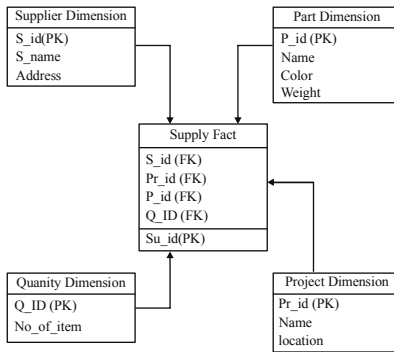 Supplier Dimension
S_id(PK)
S_name
Address
Part Dimension
P_id (PK)
Name
Color
Weight
Supply Fact
S_id (FK)
Pr_id (FK)
P_id (FK)
Q_ID (FK)
Su_id(PK)
Quanity Dimension
Q_ID (PK)
No_of_item
Project Dimension
Pr_id (PK)
Name
location